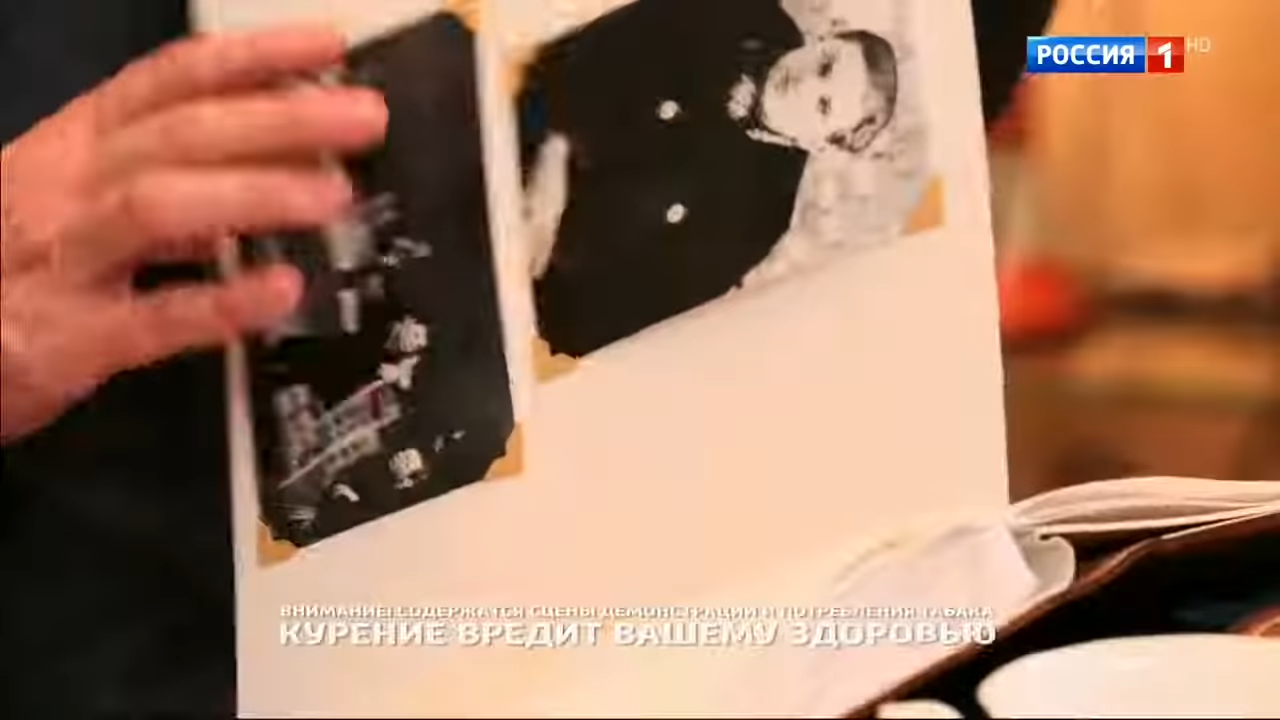 РОССИЯ 1 HD
ВНИМАНИЕ! СОДЕРЖАТСЯ СЦЕНЫ ДЕМОНСТРАЦИИ И ПОТРЕБЛЕНИЯ ТАБАКА
КУРЕНИЕ ВРЕДИТ ВАШЕМУ ЗДОРОВЬЮ